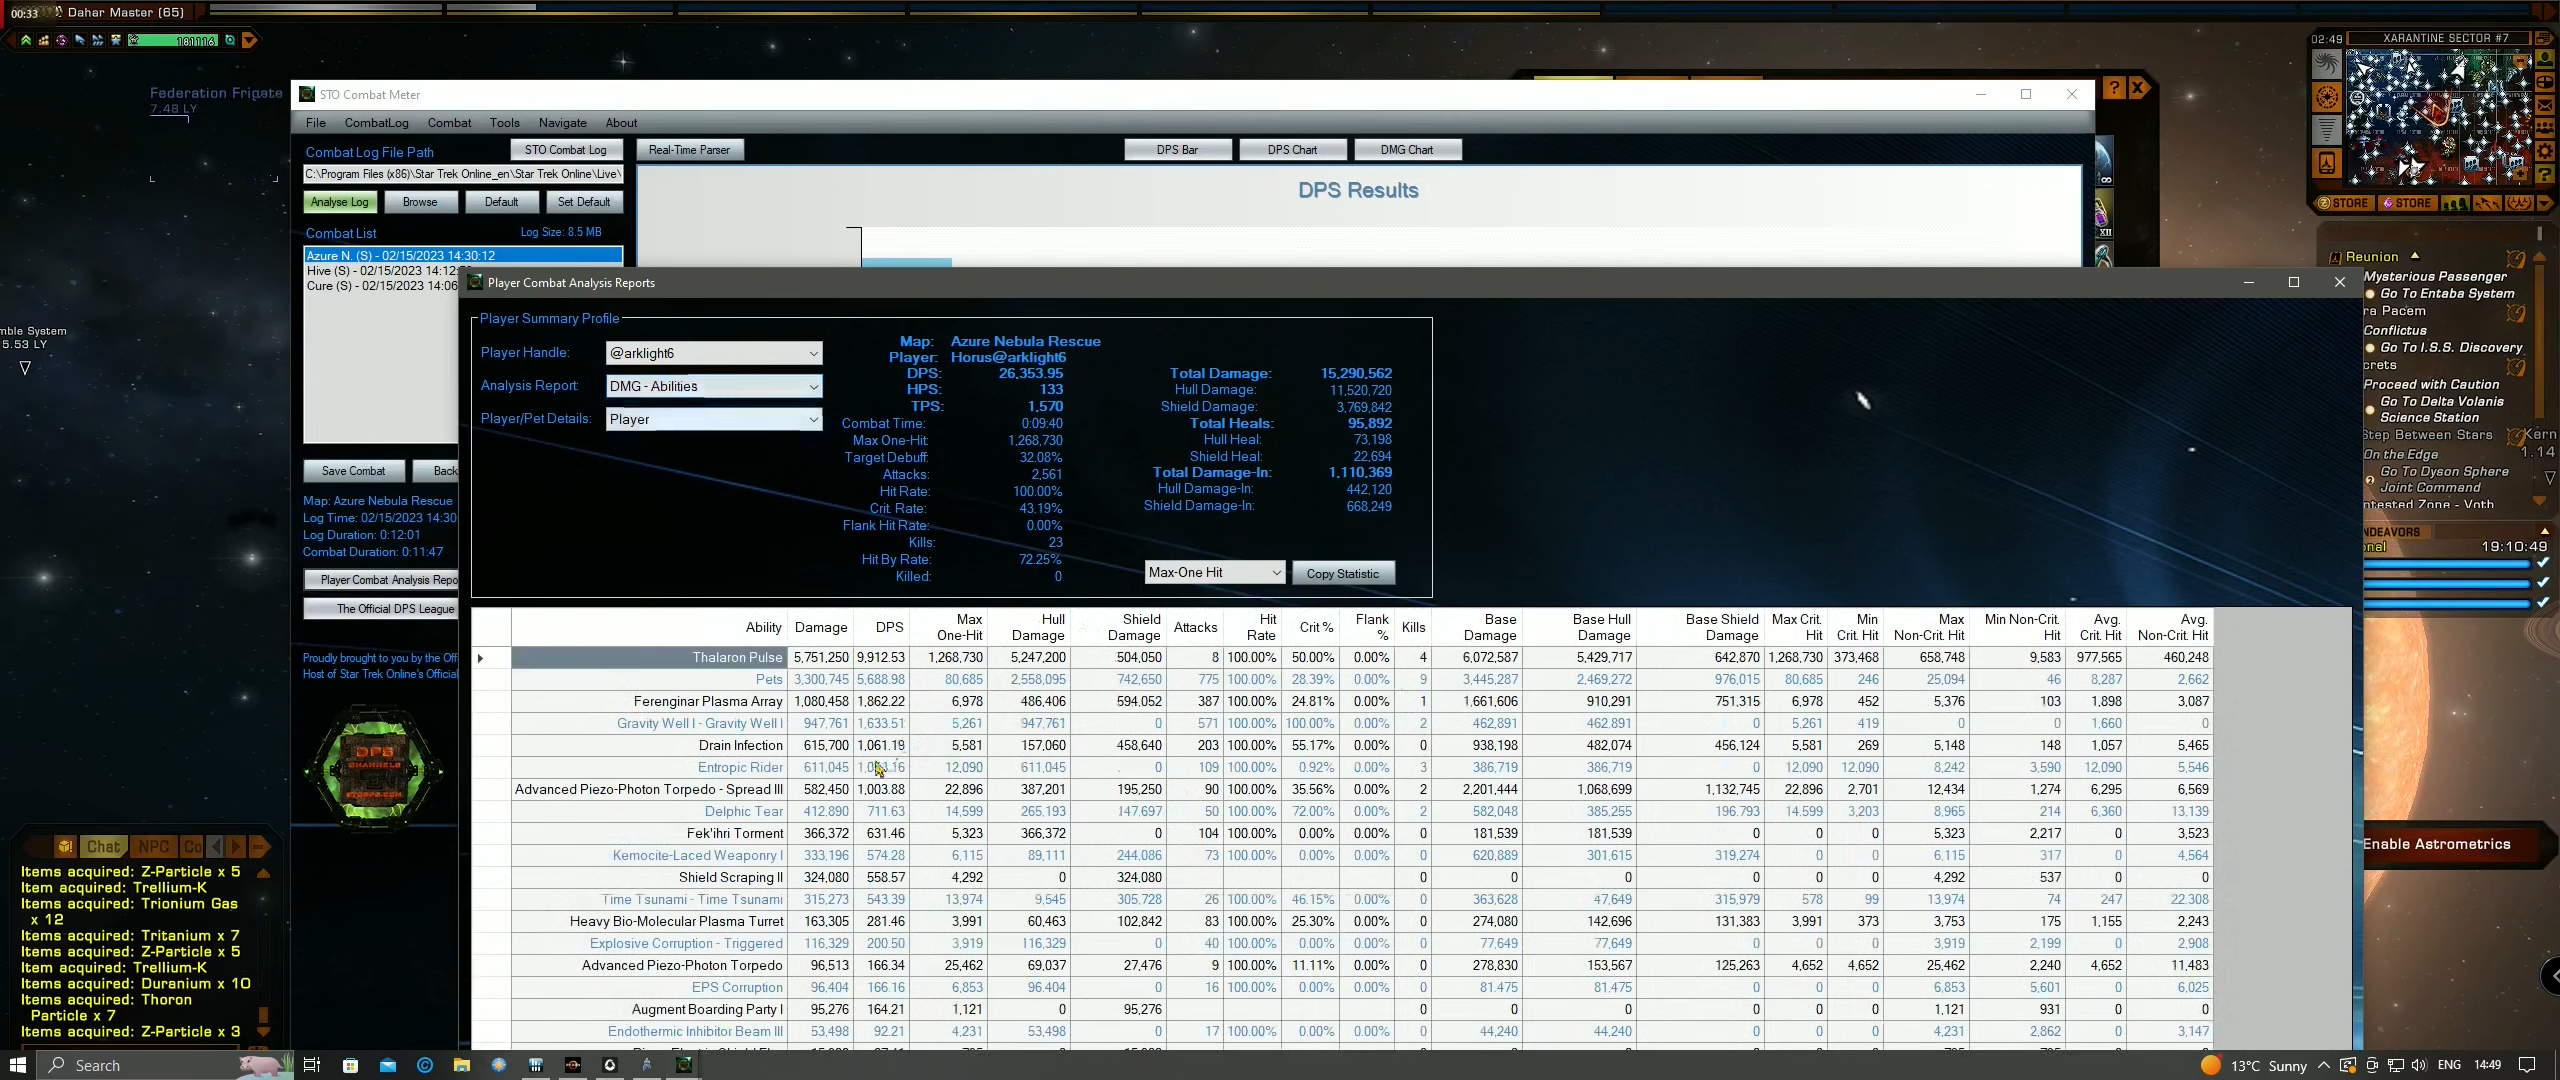 00:33
Dahar Master (65)
181116
Federation Frigate
7.48 LY
mble System
5.53 LY
STO Combat Meter
File CombatLog Combat Tools Navigate About
Combat Log File Path
STO Combat Log
Real-Time Parser
DPS Bar
DPS Chart
DMG Chart
C:\Program Files (x86)\Star Trek Online_en\Star Trek Online\Live\
Analyse Log Browse Default Set Default
DPS Results
Combat List
Log Size: 8.5 MB
Azure N. (S) - 02/15/2023 14:30:12
Hive (S) - 02/15/2023 14:12:
Cure (S) - 02/15/2023 14:06
Save Combat Back
Map: Azure Nebula Rescue
Log Time: 02/15/2023 14:30
Log Duration: 0:12:01
Combat Duration: 0:11:47
Player Combat Analysis Repo
The Official DPS League
Proudly brought to you by the Off
Host of Star Trek Online's Official
DPS
CHANNELS
Player Combat Analysis Reports
Player Summary Profile
Player Handle: @arklight6
Analysis Report: DMG - Abilities
Player/Pet Details: Player
Map: Azure Nebula Rescue
Player: Horus@arklight6
DPS: 26,353.95
HPS: 133
TPS: 1,570
Combat Time: 0:09:40
Max One-Hit: 1,268,730
Target Debuff: 32.08%
Attacks: 2,561
Hit Rate: 100.00%
Crit. Rate: 43.19%
Flank Hit Rate: 0.00%
Kills: 23
Hit By Rate: 72.25%
Killed: 0
Total Damage: 15,290,562
Hull Damage: 11,520,720
Shield Damage: 3,769,842
Total Heals: 95,892
Hull Heal: 73,198
Shield Heal: 22,694
Total Damage-In: 1,110,369
Hull Damage-In: 442,120
Shield Damage-In: 668,249
Max-One Hit
Copy Statistic
Ability Damage DPS Max One-Hit Hull Damage Shield Damage Attacks Hit Rate Crit % Flank % Kills Base Damage Base Hull Damage Base Shield Damage Max Crit. Hit Min Crit. Hit Max Non-Crit. Hit Min Non-Crit. Hit Avg. Crit. Hit Avg. Non-Crit. Hit
Thalaron Pulse 5,751,250 9,912.53 1,268,730 5,247,200 504,050 8 100.00% 50.00% 0.00% 4 6,072,587 5,429,717 642,870 1,268,730 373,468 658,748 9,583 977,565 460,248
Pets 3,300,745 5,688.98 80,685 2,558,095 742,650 775 100.00% 28.39% 0.00% 9 3,445,287 2,469,272 976,015 80,685 246 25,094 46 8,287 2,662
Ferenginar Plasma Array 1,080,458 1,862.22 6,978 486,406 594,052 387 100.00% 24.81% 0.00% 1 1,661,606 910,291 751,315 6,978 452 5,376 103 1,898 3,087
Gravity Well I - Gravity Well I 947,761 1,633.51 5,261 947,761 0 571 100.00% 100.00% 0.00% 2 462,891 462,891 0 5,261 419 0 0 1,660 0
Drain Infection 615,700 1,061.19 5,581 157,060 458,640 203 100.00% 55.17% 0.00% 0 938,198 482,074 456,124 5,581 269 5,148 148 1,057 5,465
Entropic Rider 611,045 12,090 611,045 0 109 100.00% 0.92% 0.00% 3 386,719 386,719 0 12,090 12,090 8,242 3,590 12,090 5,546
Advanced Piezo-Photon Torpedo - Spread III 582,450 1,003.88 22,896 387,201 195,250 90 100.00% 35.56% 0.00% 2 2,201,444 1,068,699 1,132,745 22,896 2,701 12,434 1,274 6,295 6,569
Delphic Tear 412,890 711.63 14,599 265,193 147,697 50 100.00% 72.00% 0.00% 2 582,048 385,255 196,793 14,599 3,203 8,965 214 6,360 13,139
Fek'ihri Torment 366,372 631.46 5,323 366,372 0 104 100.00% 0.00% 0.00% 0 181,539 181,539 0 0 0 5,323 2,217 0 3,523
Kemocite-Laced Weaponry I 333,196 574.28 6,115 89,111 244,086 73 100.00% 0.00% 0.00% 0 620,889 301,615 319,274 0 0 6,115 317 0 4,564
Shield Scraping II 324,080 558.57 4,292 0 324,080 0 0 0 0 0 0 4,292 537 0 0
Time Tsunami - Time Tsunami 315,273 543.39 13,974 9,545 305,728 26 100.00% 46.15% 0.00% 0 363,628 47,649 315,979 578 99 13,974 74 247 22,308
Heavy Bio-Molecular Plasma Turret 163,305 281.46 3,991 60,463 102,842 83 100.00% 25.30% 0.00% 0 274,080 142,696 131,383 3,991 373 3,753 175 1,155 2,243
Explosive Corruption - Triggered 116,329 200.50 3,919 116,329 0 40 100.00% 0.00% 0.00% 0 77,649 77,649 0 0 0 3,919 2,199 0 2,908
Advanced Piezo-Photon Torpedo 96,513 166.34 25,462 69,037 27,476 9 100.00% 11.11% 0.00% 0 278,830 153,567 125,263 4,652 4,652 25,462 2,240 4,652 11,483
EPS Corruption 96,404 166.16 6,853 96,404 0 16 100.00% 0.00% 0.00% 0 81,475 81,475 0 0 0 6,853 5,601 0 6,025
Augment Boarding Party I 95,276 164.21 1,121 0 95,276 0 0 0 0 0 0 1,121 931 0 0
Endothermic Inhibitor Beam III 53,498 92.21 4,231 53,498 0 17 100.00% 0.00% 0.00% 0 44,240 44,240 0 0 0 4,231 2,862 0 3,147
02:49 XARANTINE SECTOR #7
STORE STORE
XII
Reunion
Mysterious Passenger
Go To Entaba System
ra Pacem
Conflictus
Go To I.S.S. Discovery
crets
Proceed with Caution
Go To Delta Volanis
Science Station
Step Between Stars
Karn
1.14
On the Edge
Go To Dyson Sphere
Joint Command
ntested Zone - Voth
NDEAVORS
nal 19:10:49
Enable Astrometrics
Chat NPC Co
Items acquired: Z-Particle x 5
Item acquired: Trellium-K
Items acquired: Trionium Gas
x 12
Items acquired: Tritanium x 7
Items acquired: Z-Particle x 5
Item acquired: Trellium-K
Items acquired: Duranium x 10
Items acquired: Thoron
Particle x 7
Items acquired: Z-Particle x 3
Search
13°C Sunny
ENG 14:49